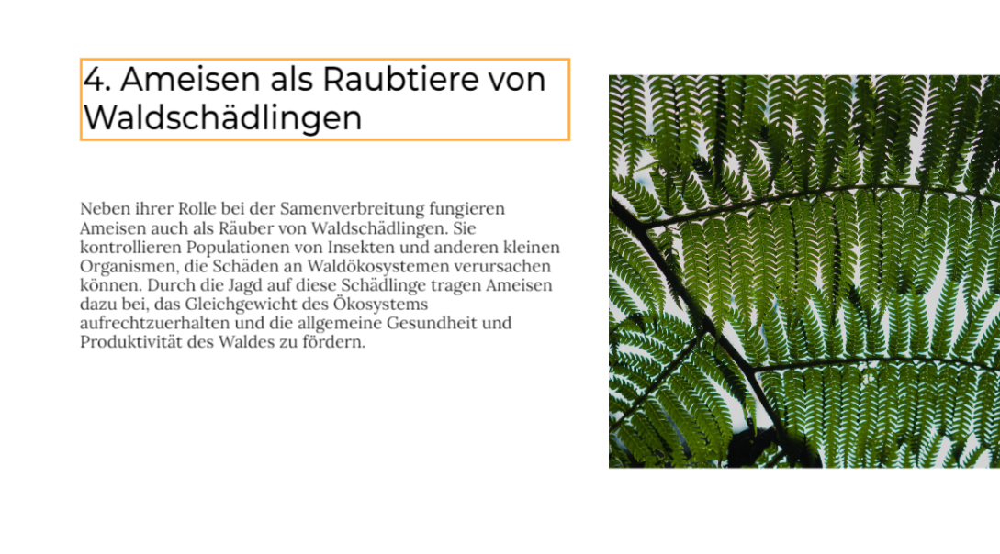 4. Ameisen als Raubtiere von
Waldschädlingen
Neben ihrer Rolle bei der Samenverbreitung fungieren
Ameisen auch als Räuber von Waldschädlingen. Sie
kontrollieren Populationen von Insekten und anderen kleinen
Organismen, die Schäden an Waldökosystemen verursachen
können. Durch die Jagd auf diese Schädlinge tragen Ameisen
dazu bei, das Gleichgewicht des Ökosystems
aufrechtzuerhalten und die allgemeine Gesundheit und
Produktivität des Waldes zu fördern.